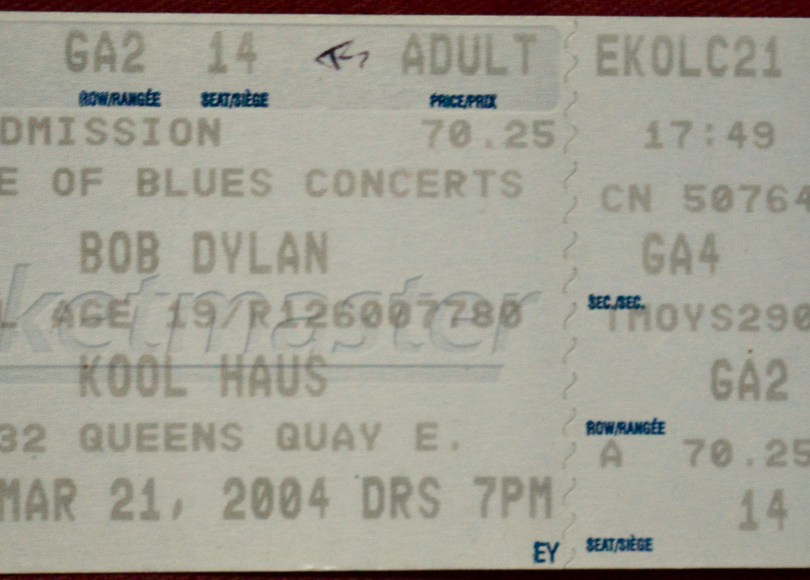 GA2 14 ADULT EKOLC21
ROW/RANGÉE SEAT/SIÈGE PRICE/PRIX
DMISSION 70.25 17:49
E OF BLUES CONCERTS CN 50764
BOB DYLAN GA4
SEC./SEC.
L AGE 19/R126007780 TMOYS290
ketmaster
KOOL HAUS GA2
ROW/RANGÉE
32 QUEENS QUAY E. A 70.25
MAR 21, 2004 DRS 7PM 14
EY SEAT/SIÈGE